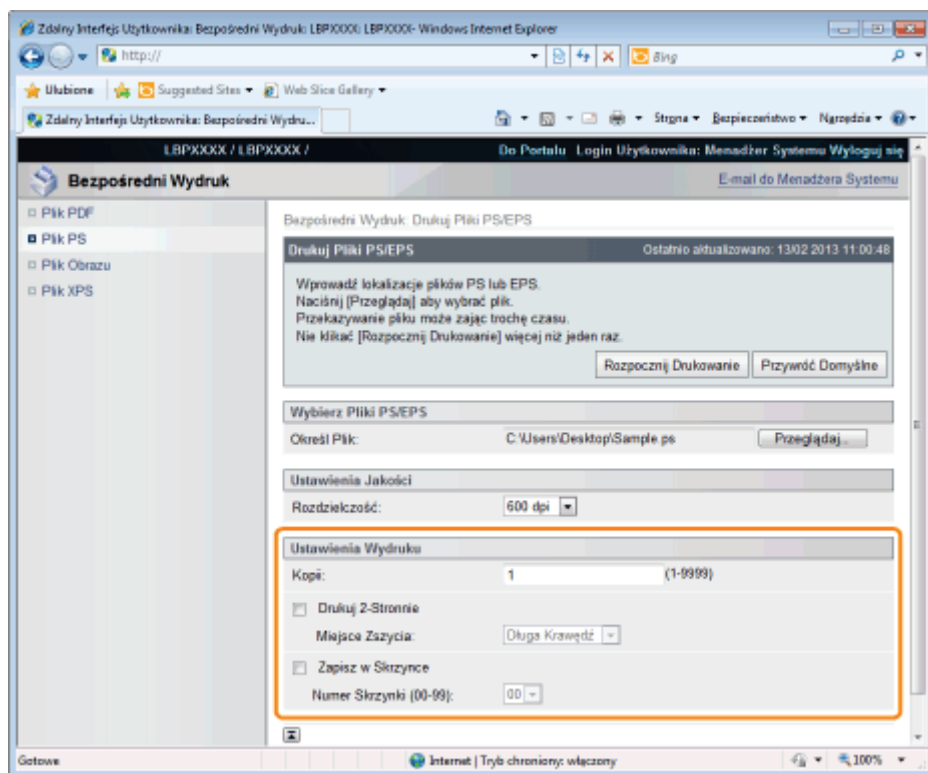 Zdalny Interfejs Użytkownika: Bezpośredni Wydruk: LBPXXXX: LBPXXXX- Windows Internet Explorer
http://
Bing
Ulubione Suggested Sites Web Slice Gallery
Zdalny Interfejs Użytkownika: Bezpośredni Wydru... Strona Bezpieczeństwo Narzędzia
LBPXXXX / LBPXXXX / Do Portalu Login Użytkownika: Menadżer Systemu Wyloguj się
Bezpośredni Wydruk E-mail do Menadżera Systemu
Plik PDF
Plik PS
Plik Obrazu
Plik XPS
Bezpośredni Wydruk: Drukuj Pliki PS/EPS
Drukuj Pliki PS/EPS Ostatnio aktualizowano: 13/02 2013 11:00:48
Wprowadź lokalizacje plików PS lub EPS.
Naciśnij [Przeglądaj] aby wybrać plik.
Przekazywanie pliku może zająć trochę czasu.
Nie klikać [Rozpocznij Drukowanie] więcej niż jeden raz.
Rozpocznij Drukowanie Przywróć Domyślne
Wybierz Pliki PS/EPS
Określ Plik: C:\Users\Desktop\Sample.ps Przeglądaj...
Ustawienia Jakości
Rozdzielczość: 600 dpi
Ustawienia Wydruku
Kopii: 1 (1-9999)
Drukuj 2-Stronnie
Miejsce Zszycia: Długa Krawędź
Zapisz w Skrzynce
Numer Skrzynki (00-99): 00
Gotowe Internet | Tryb chroniony: włączony 100%